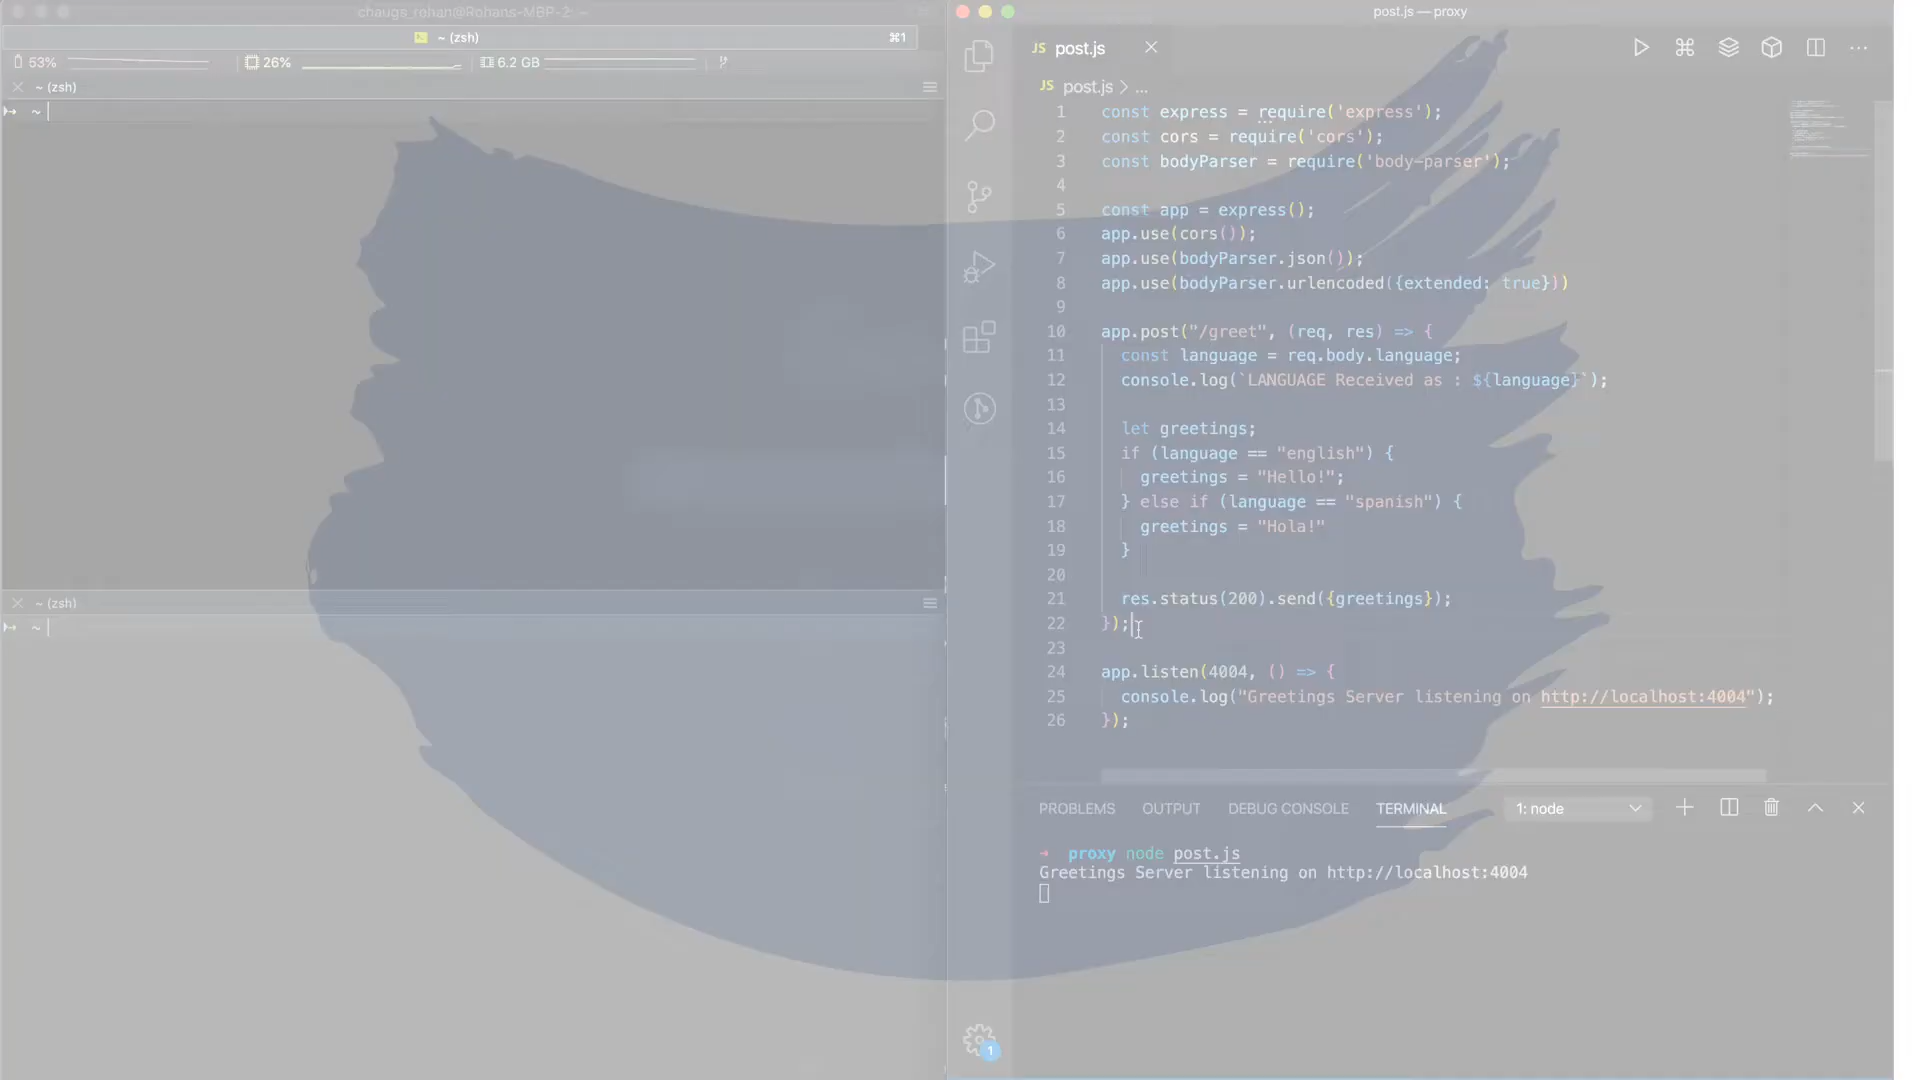 chaugs_rohan@Rohans-MBP-2: ~
~ (zsh)
⌘1
53%
26%
6.2 GB
~ (zsh)
~
~ (zsh)
~
post.js — proxy
JS post.js
JS post.js > ...
1 const express = require('express');
2 const cors = require('cors');
3 const bodyParser = require('body-parser');
4
5 const app = express();
6 app.use(cors());
7 app.use(bodyParser.json());
8 app.use(bodyParser.urlencoded({extended: true}))
9
10 app.post("/greet", (req, res) => {
11 const language = req.body.language;
12 console.log(`LANGUAGE Received as : ${language}`);
13
14 let greetings;
15 if (language == "english") {
16 greetings = "Hello!";
17 } else if (language == "spanish") {
18 greetings = "Hola!"
19 }
20
21 res.status(200).send({greetings});
22 });
23
24 app.listen(4004, () => {
25 console.log("Greetings Server listening on http://localhost:4004");
26 });
PROBLEMS OUTPUT DEBUG CONSOLE TERMINAL 1: node
→ proxy node post.js
Greetings Server listening on http://localhost:4004
1